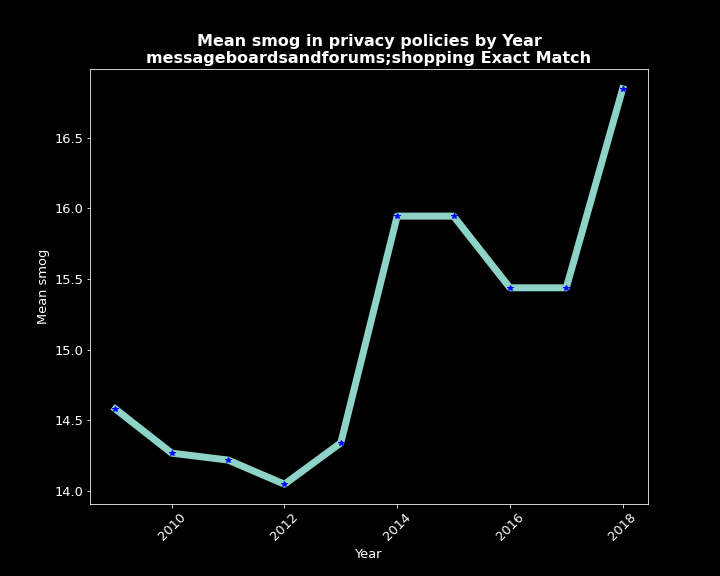 Mean smog in privacy policies by Year
messageboardsandforums;shopping Exact Match
16.5
16.0
15.5
15.0
14.5
14.0
Mean smog
2010
2012
2014
2016
2018
Year